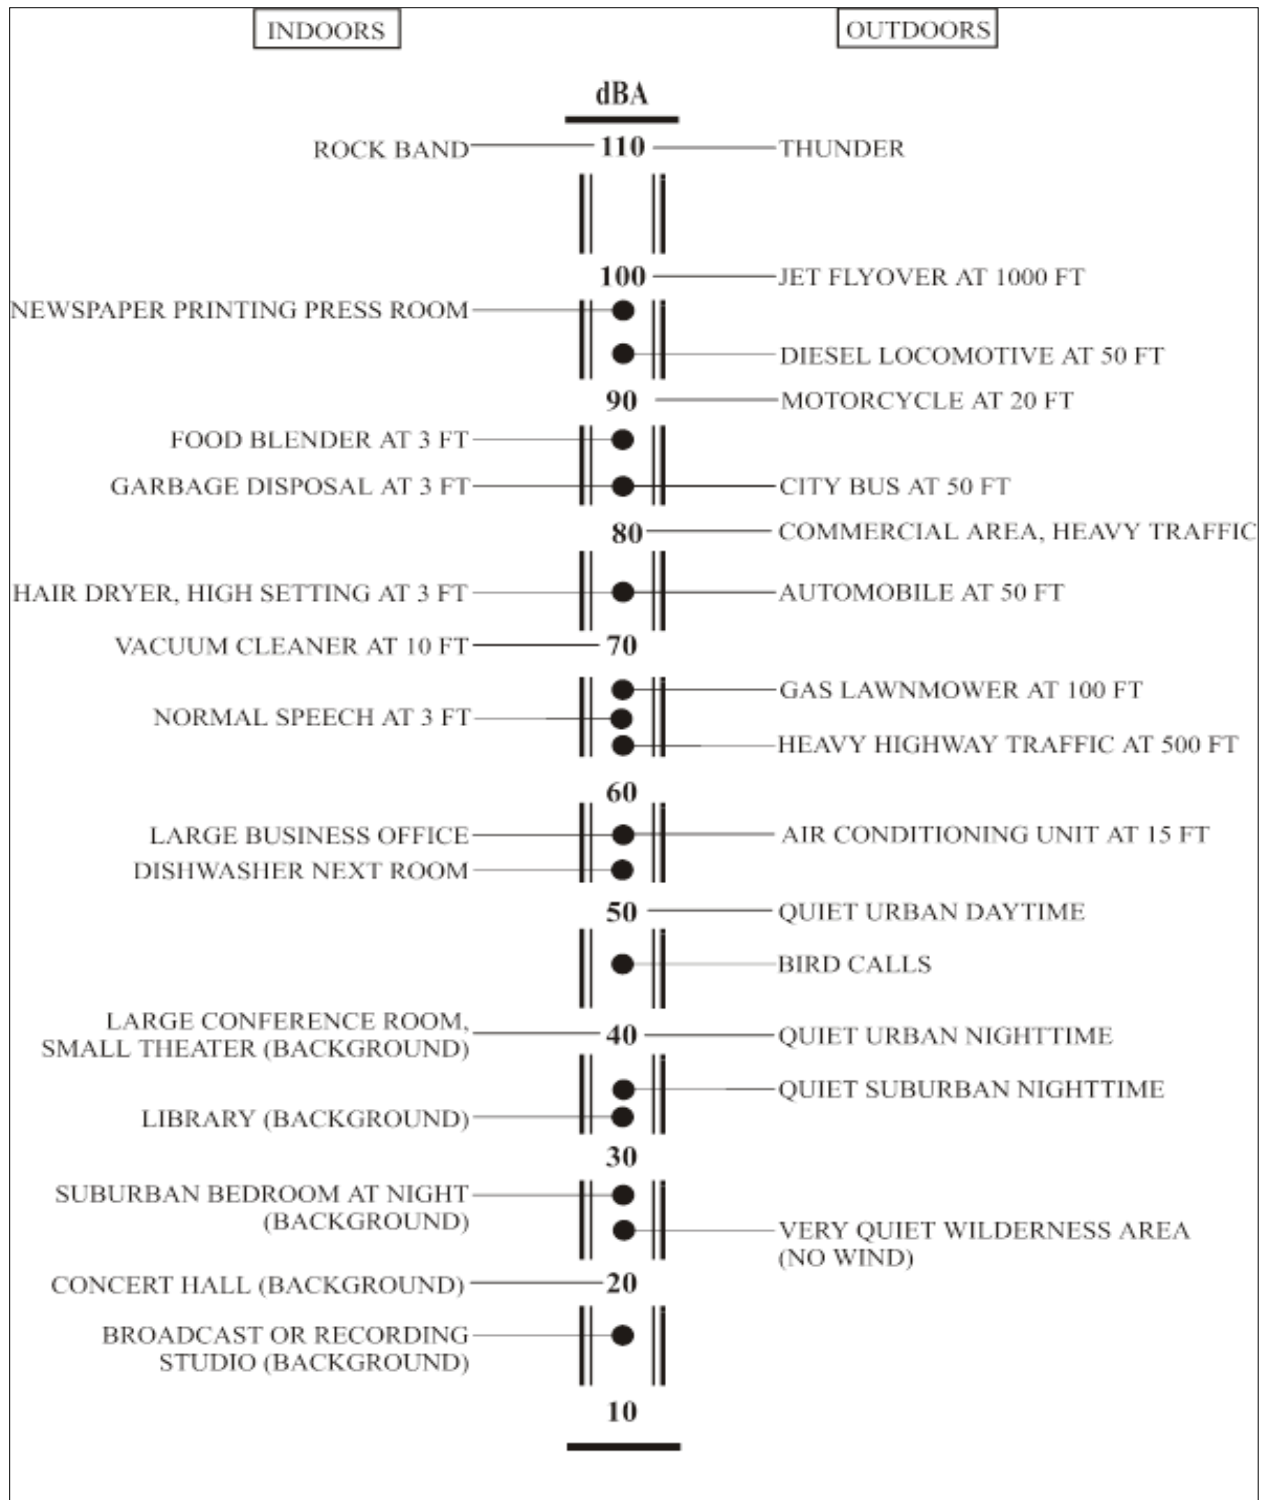 INDOORS
OUTDOORS
dBA
ROCK BAND 110 THUNDER
100 JET FLYOVER AT 1000 FT
NEWSPAPER PRINTING PRESS ROOM
DIESEL LOCOMOTIVE AT 50 FT
90 MOTORCYCLE AT 20 FT
FOOD BLENDER AT 3 FT
GARBAGE DISPOSAL AT 3 FT CITY BUS AT 50 FT
80 COMMERCIAL AREA, HEAVY TRAFFIC
HAIR DRYER, HIGH SETTING AT 3 FT AUTOMOBILE AT 50 FT
VACUUM CLEANER AT 10 FT 70
GAS LAWNMOWER AT 100 FT
NORMAL SPEECH AT 3 FT
HEAVY HIGHWAY TRAFFIC AT 500 FT
60
LARGE BUSINESS OFFICE AIR CONDITIONING UNIT AT 15 FT
DISHWASHER NEXT ROOM
50 QUIET URBAN DAYTIME
BIRD CALLS
LARGE CONFERENCE ROOM,
SMALL THEATER (BACKGROUND) 40 QUIET URBAN NIGHTTIME
QUIET SUBURBAN NIGHTTIME
LIBRARY (BACKGROUND)
30
SUBURBAN BEDROOM AT NIGHT
(BACKGROUND)
VERY QUIET WILDERNESS AREA
(NO WIND)
CONCERT HALL (BACKGROUND) 20
BROADCAST OR RECORDING
STUDIO (BACKGROUND)
10